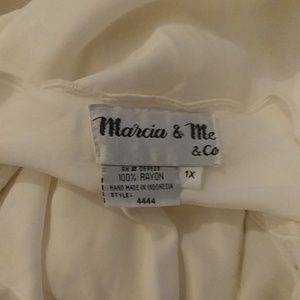 Marcia & Me
& Co
100% RAYON
1X
HAND MADE IN INDONESIA
STYLE:
4444